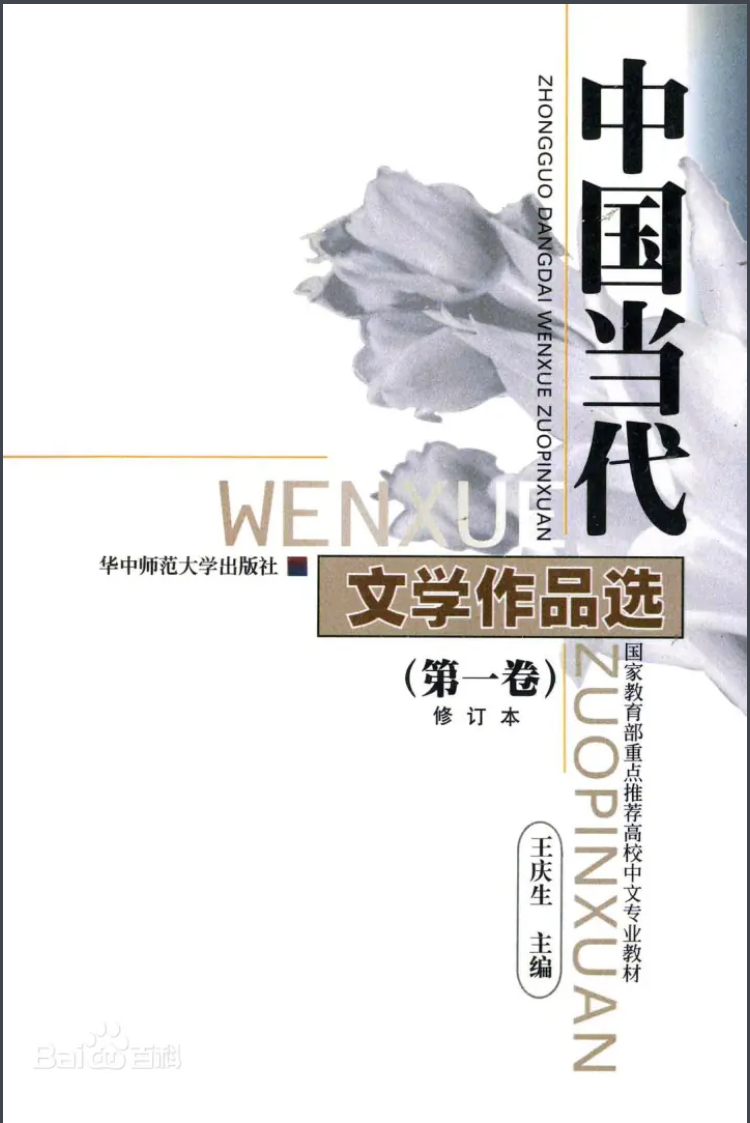 中国当代
ZHONGGUO DANGDAI WENXUE ZUOPINXUAN
WENXUE
华中师范大学出版社
文学作品选
(第一卷)
修订本
国家教育部重点推荐高校中文专业教材
ZUOPINXUAN
王庆生 主编
Baidu百科